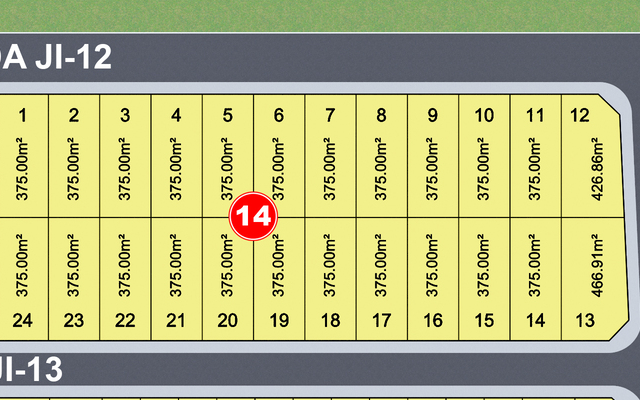 JI-12
1 2 3 4 5 6 7 8 9 10 11 12
375.00m² 375.00m² 375.00m² 375.00m² 375.00m² 375.00m² 375.00m² 375.00m² 375.00m² 375.00m² 375.00m² 426.86m²
14
375.00m² 375.00m² 375.00m² 375.00m² 375.00m² 375.00m² 375.00m² 375.00m² 375.00m² 375.00m² 375.00m² 466.91m²
24 23 22 21 20 19 18 17 16 15 14 13
JI-13